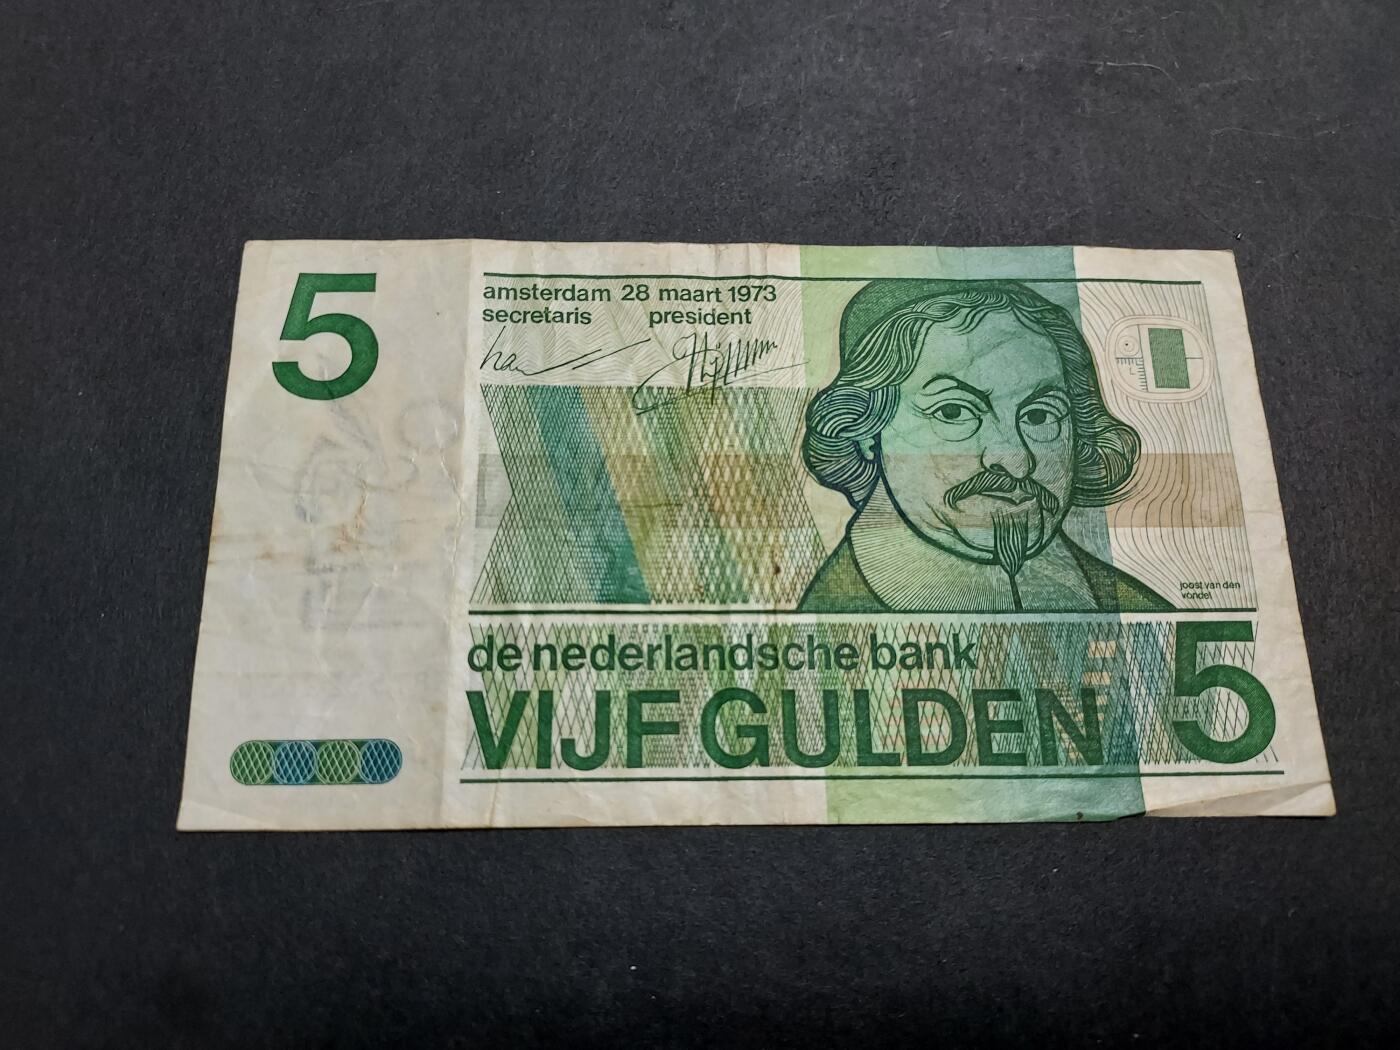 5
amsterdam 28 maart 1973
secretaris president
joost van den
vondel
de nederlandsche bank
VIJF GULDEN 5